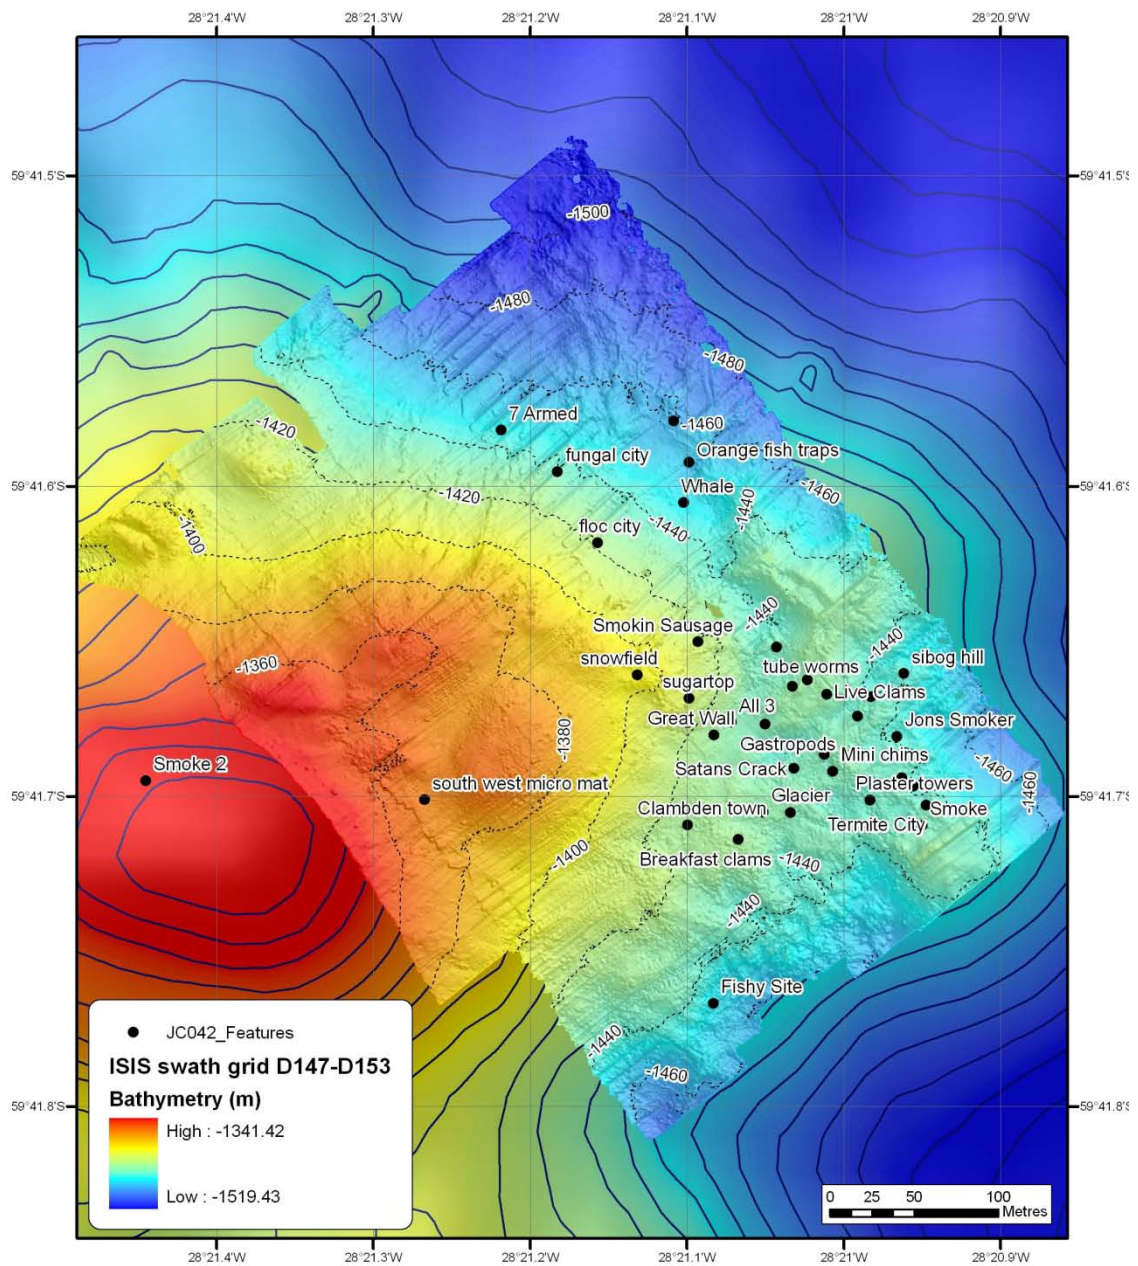 28°21.4'W
28°21.3'W
28°21.2'W
28°21.1'W
28°21'W
28°20.9'W
59°41.5'S
59°41.5'S
-1500
-1480
-1480
7 Armed
-1460
-1420
Orange fish traps
fungal city
59°41.6'S
-1420
Whale
-1460
59°41.6'S
-1440
-1440
-1400
floc city
-1440
Smokin Sausage
-1440
snowfield
sibog hill
-1360
tube worms
sugartop
Live Clams
All 3
Great Wall
Jons Smoker
-1380
Gastropods
Mini chims
Smoke 2
Satans Crack
-1460
south west micro mat
Plaster towers
-1460
59°41.7'S
Glacier
59°41.7'S
Clambden town
Smoke
Termite City
-1400
Breakfast clams
-1440
-1440
Fishy Site
-1440
-1460
59°41.8'S
59°41.8'S
JC042_Features
ISIS swath grid D147-D153
Bathymetry (m)
High : -1341.42
Low : -1519.43
0 25 50 100
Metres
28°21.4'W
28°21.3'W
28°21.2'W
28°21.1'W
28°21'W
28°20.9'W